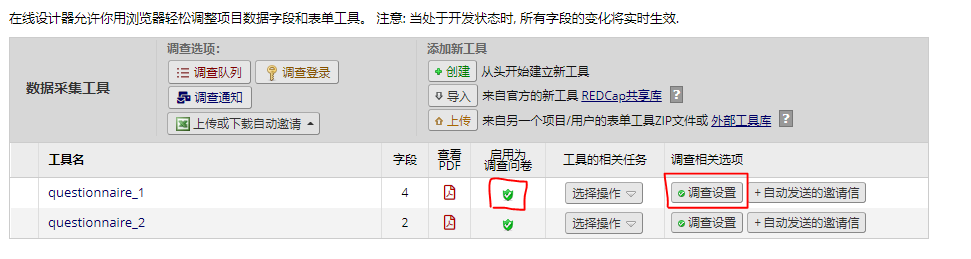 在线设计器允许你用浏览器轻松调整项目数据字段和表单工具。 注意: 当处于开发状态时, 所有字段的变化将实时生效.
数据采集工具
调查选项:
调查队列 调查登录
调查通知
上传或下载自动邀请
添加新工具
创建 从头开始建立新工具
导入 来自官方的新工具 REDCap共享库 ?
上传 来自另一个项目/用户的表单工具ZIP文件或 外部工具库 ?
工具名 字段 查看PDF 启用为调查问卷 工具的相关任务 调查相关选项
questionnaire_1 4 选择操作 调查设置 +自动发送的邀请信
questionnaire_2 2 选择操作 调查设置 +自动发送的邀请信